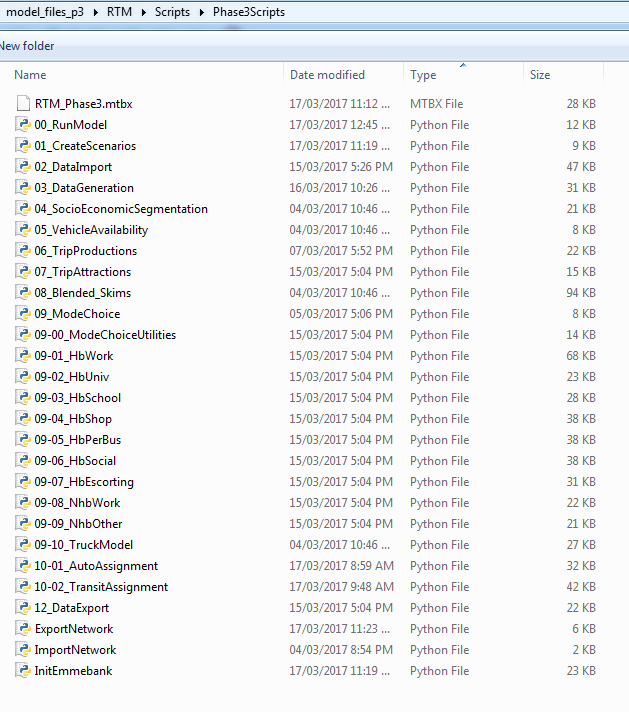 model_files_p3 RTM Scripts Phase3Scripts
New folder
Name Date modified Type Size
RTM_Phase3.mtbx 17/03/2017 11:12 ... MTBX File 28 KB
00_RunModel 17/03/2017 12:45 ... Python File 12 KB
01_CreateScenarios 17/03/2017 11:19 ... Python File 9 KB
02_DataImport 15/03/2017 5:26 PM Python File 47 KB
03_DataGeneration 16/03/2017 10:26 ... Python File 31 KB
04_SocioEconomicSegmentation 04/03/2017 10:46 ... Python File 21 KB
05_VehicleAvailability 04/03/2017 10:46 ... Python File 8 KB
06_TripProductions 07/03/2017 5:52 PM Python File 22 KB
07_TripAttractions 15/03/2017 5:04 PM Python File 15 KB
08_Blended_Skims 04/03/2017 10:46 ... Python File 94 KB
09_ModeChoice 05/03/2017 5:06 PM Python File 8 KB
09-00_ModeChoiceUtilities 15/03/2017 5:04 PM Python File 14 KB
09-01_HbWork 15/03/2017 5:04 PM Python File 68 KB
09-02_HbUniv 15/03/2017 5:04 PM Python File 23 KB
09-03_HbSchool 15/03/2017 5:04 PM Python File 28 KB
09-04_HbShop 15/03/2017 5:04 PM Python File 38 KB
09-05_HbPerBus 15/03/2017 5:04 PM Python File 38 KB
09-06_HbSocial 15/03/2017 5:04 PM Python File 38 KB
09-07_HbEscorting 15/03/2017 5:04 PM Python File 31 KB
09-08_NhbWork 15/03/2017 5:04 PM Python File 22 KB
09-09_NhbOther 15/03/2017 5:04 PM Python File 21 KB
09-10_TruckModel 04/03/2017 10:46 ... Python File 27 KB
10-01_AutoAssignment 17/03/2017 8:59 AM Python File 32 KB
10-02_TransitAssignment 17/03/2017 9:48 AM Python File 42 KB
12_DataExport 15/03/2017 5:04 PM Python File 22 KB
ExportNetwork 17/03/2017 11:23 ... Python File 6 KB
ImportNetwork 04/03/2017 8:54 PM Python File 2 KB
InitEmmebank 17/03/2017 11:19 ... Python File 23 KB